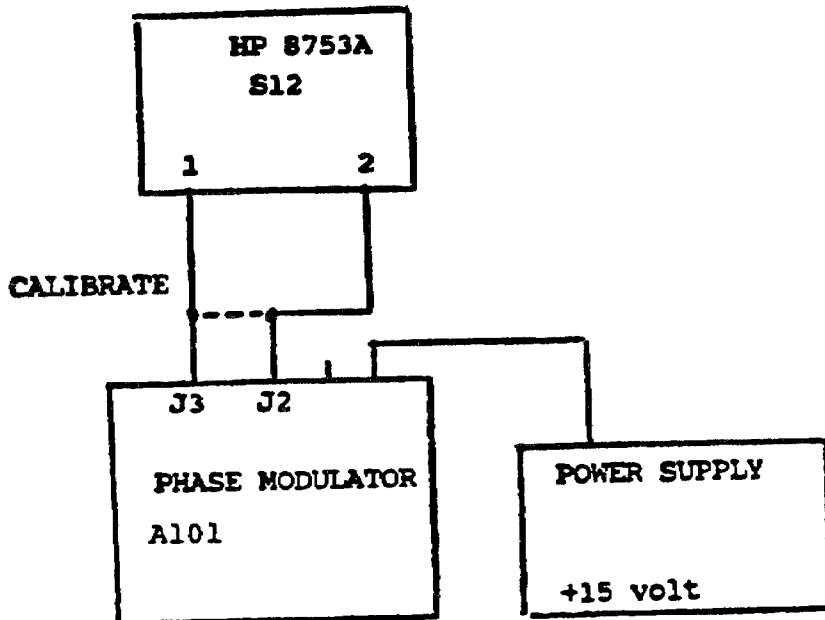 HP 8753A
S12
1 2
CALIBRATE
J3 J2
PHASE MODULATOR
A101
POWER SUPPLY
+15 volt